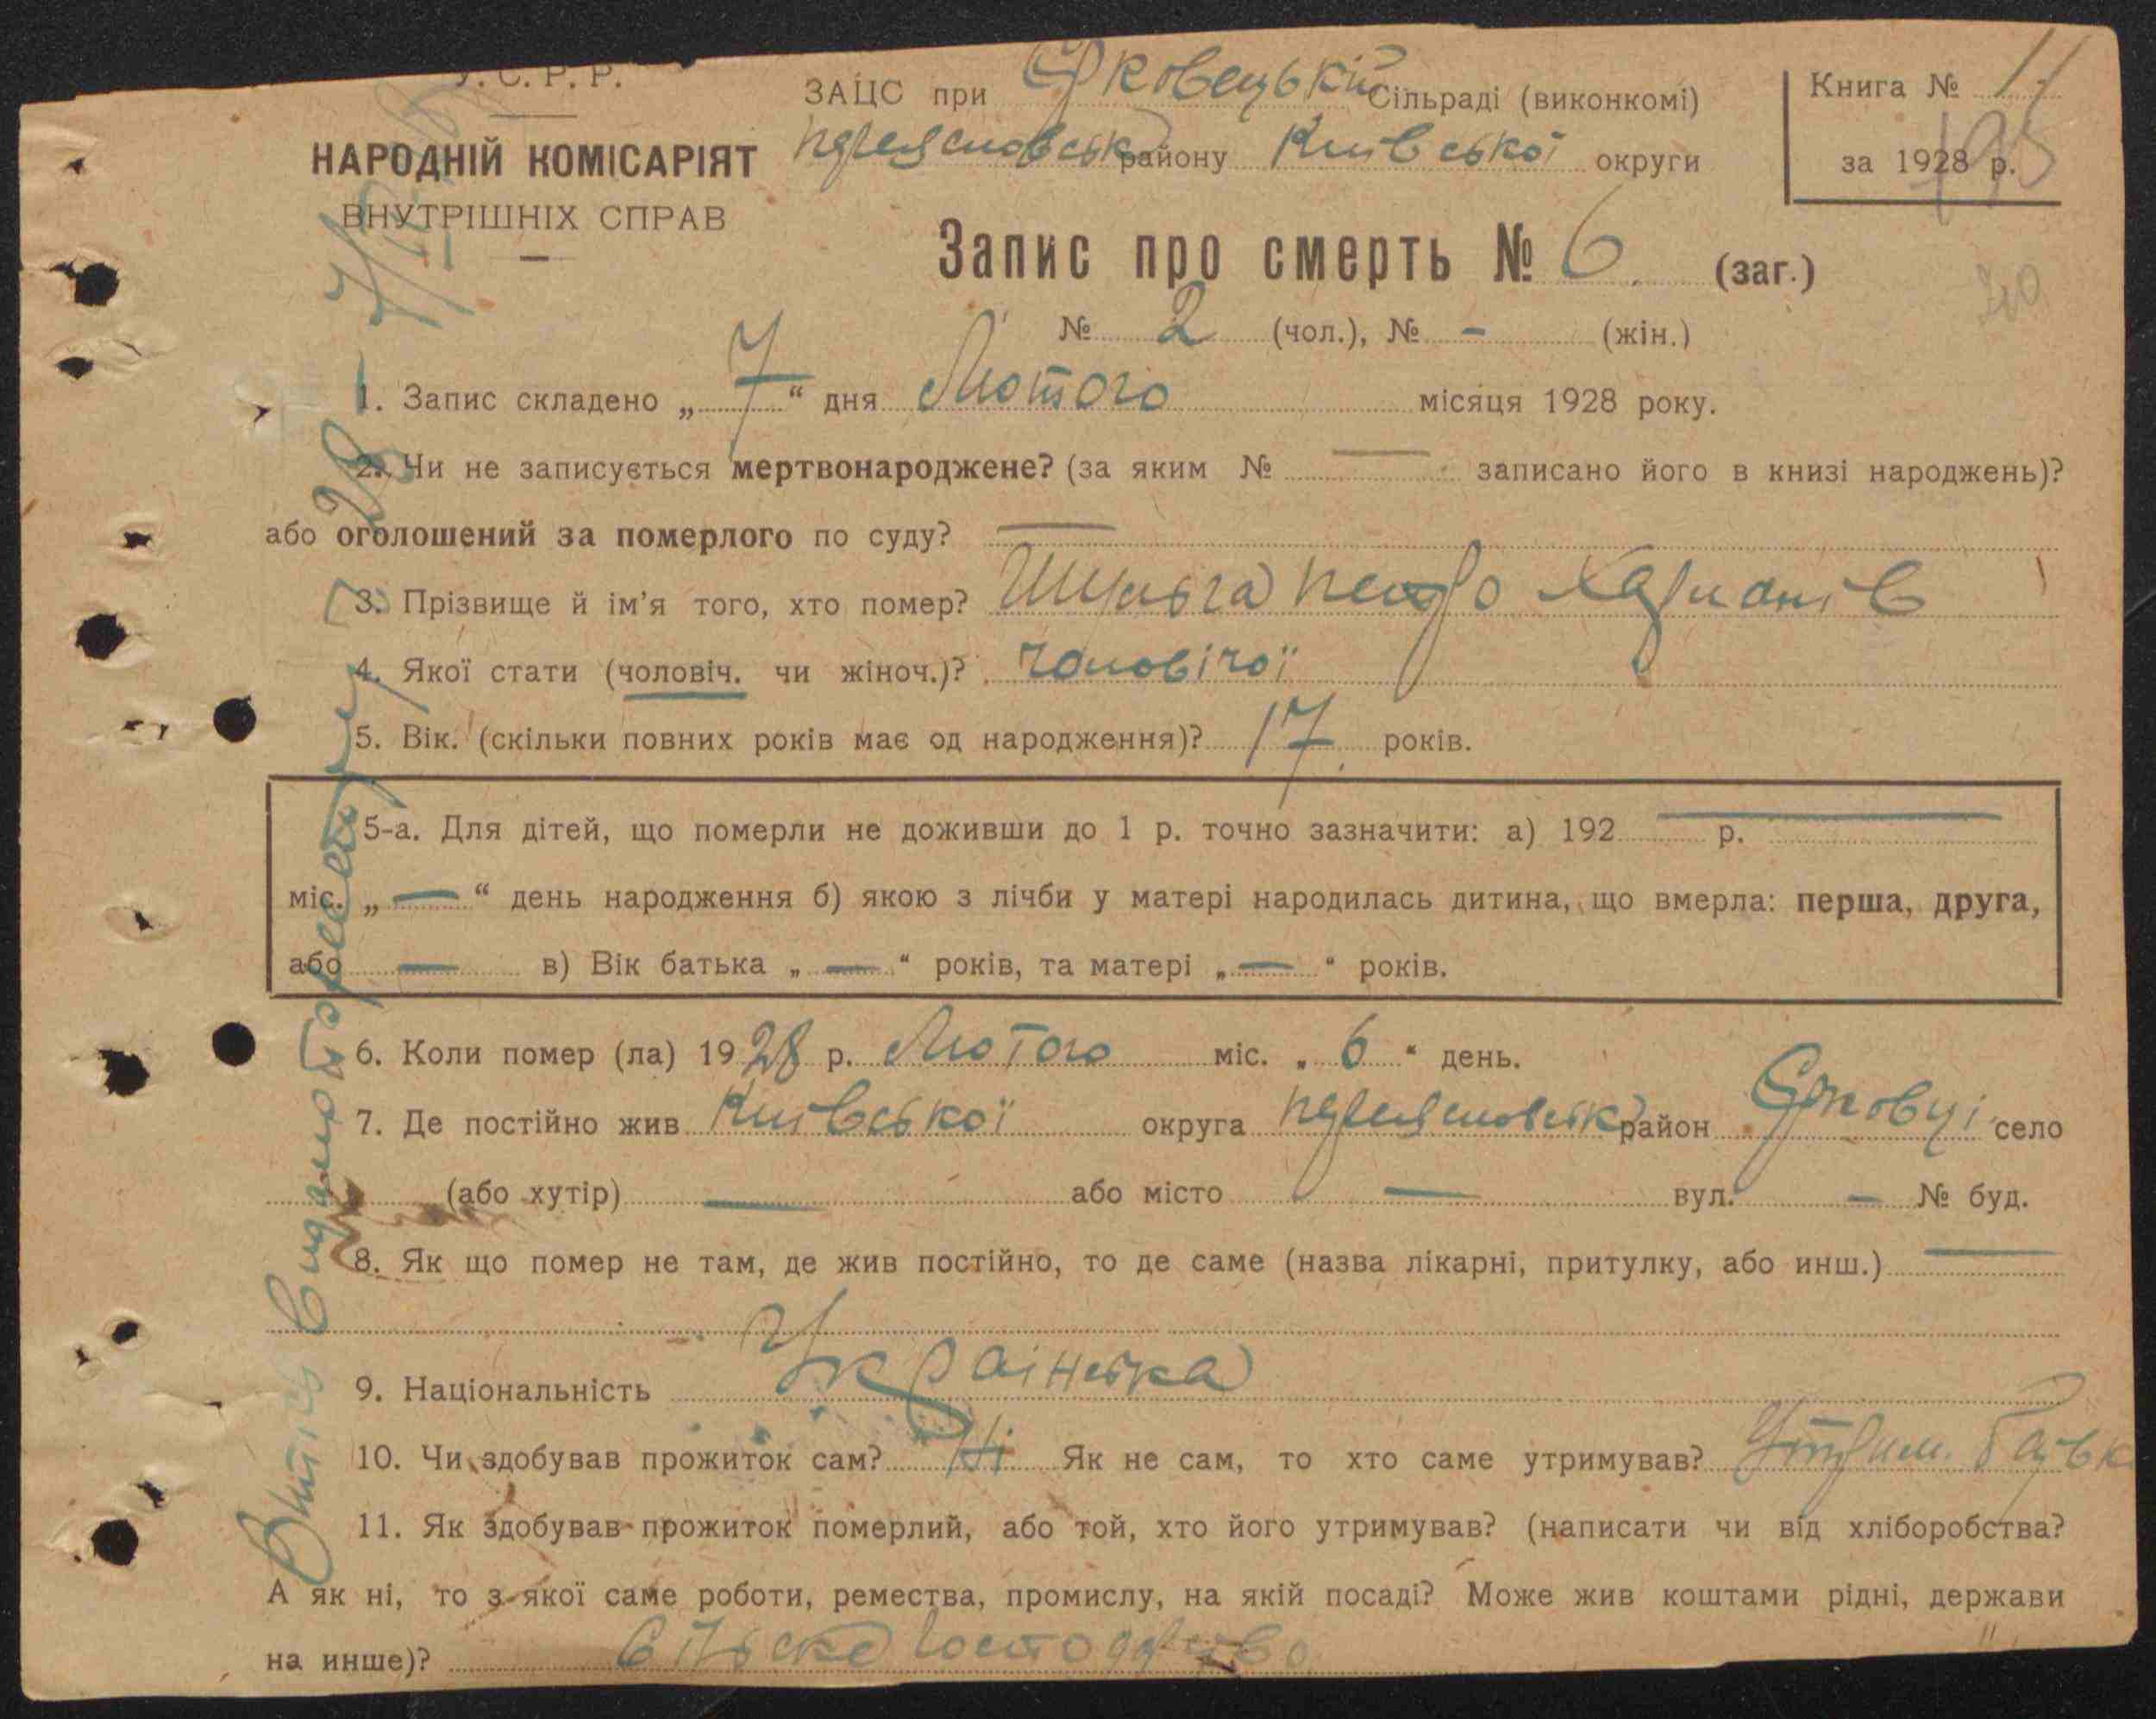 У.С.Р.Р.
НАРОДНІЙ КОМІСАРІЯТ
ВНУТРІШНІХ СПРАВ
ЗАЦС при Єрковецькій Сільраді (виконкомі)
переяславськ району Київської округи
Книга № 11
за 1928 р.
Запис про смерть № 6 (заг.)
№ 2 (чол.), № – (жін.)
1. Запис складено „ 7 “ дня Лютого місяця 1928 року.
2. Чи не записується мертвонароджене? (за яким № — записано його в книзі народжень)?
або оголошений за померлого по суду? —
3. Прізвище й ім'я того, хто помер? Шульга петро
4. Якої стати (чоловіч. чи жіноч.)? чоловічої
5. Вік. (скільки повних років має од народження)? 17 років.
5-а. Для дітей, що померли не доживши до 1 р. точно зазначити: а) 192 — р.
міс. „ — “ день народження б) якою з лічби у матері народилась дитина, що вмерла: перша, друга,
або — в) Вік батька „ — “ років, та матері „ — “ років.
6. Коли помер (ла) 1928 р. Лютого міс. „ 6 “ день.
7. Де постійно жив Київської округа переяславськ район Єрковці село
(або хутір) — або місто — вул. — № буд.
8. Як що помер не там, де жив постійно, то де саме (назва лікарні, притулку, або инш.) —
9. Національність Українська
10. Чи здобував прожиток сам? Ні Як не сам, то хто саме утримував? Утрим. батьк
11. Як здобував прожиток померлий, або той, хто його утримував? (написати чи від хліборобства?
А як ні, то з якої саме роботи, ремества, промислу, на якій посаді? Може жив коштами рідні, держави
на инше)? сільске господарство